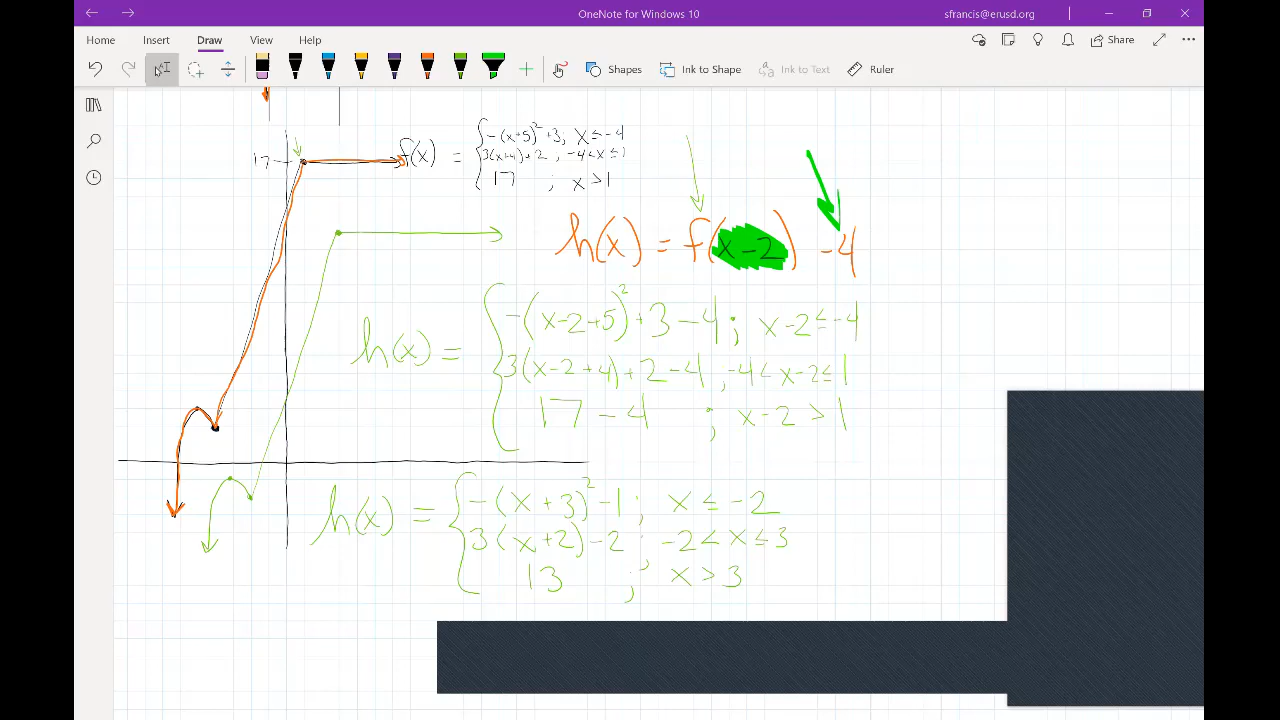 OneNote for Windows 10
sfrancis@erusd.org
Home Insert Draw View Help
Share
Shapes Ink to Shape Ink to Text Ruler
17
f(x) = { -(x+5)² +3; x ≤ -4
3(x+4)+2 , -4<x ≤ 1
17 ; x > 1
h(x) = f(x-2) -4
h(x) = { -(x-2+5)² +3-4; x-2 ≤ -4
3(x-2+4)+2-4 ; -4 < x-2 ≤ 1
17 - 4 ; x-2 > 1
h(x) = { -(x+3)² -1; x ≤ -2
3(x+2) -2 ; -2 < x ≤ 3
13 ; x > 3